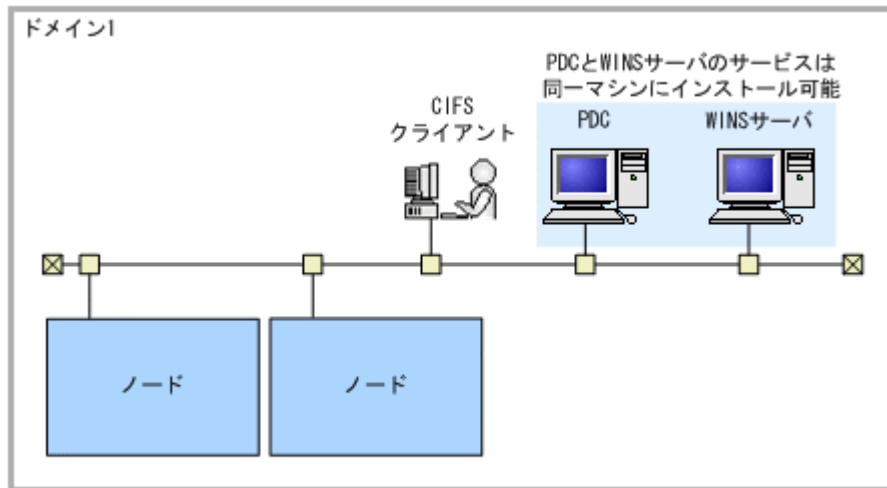 ドメイン1
PDCとWINSサーバのサービスは
同一マシンにインストール可能
CIFS
クライアント
PDC
WINSサーバ
ノード
ノード